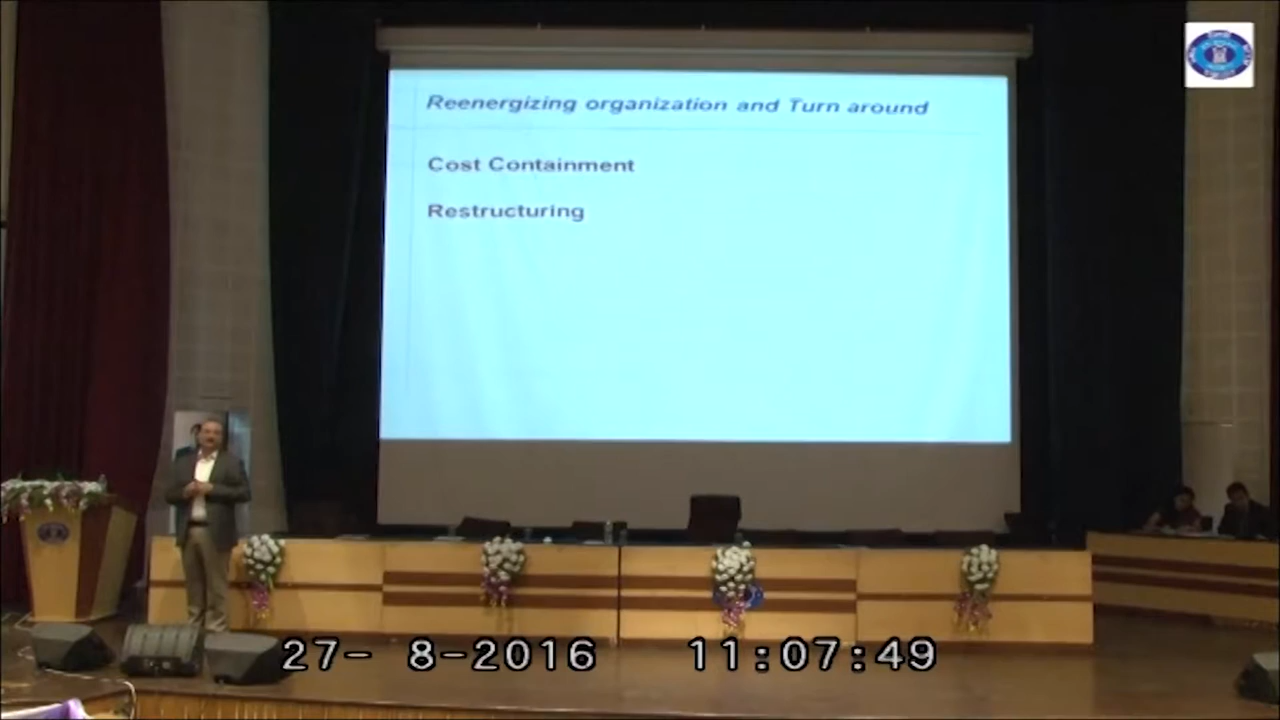 Reenergizing organization and Turn around
Cost Containment
Restructuring
27- 8-2016 11:07:49